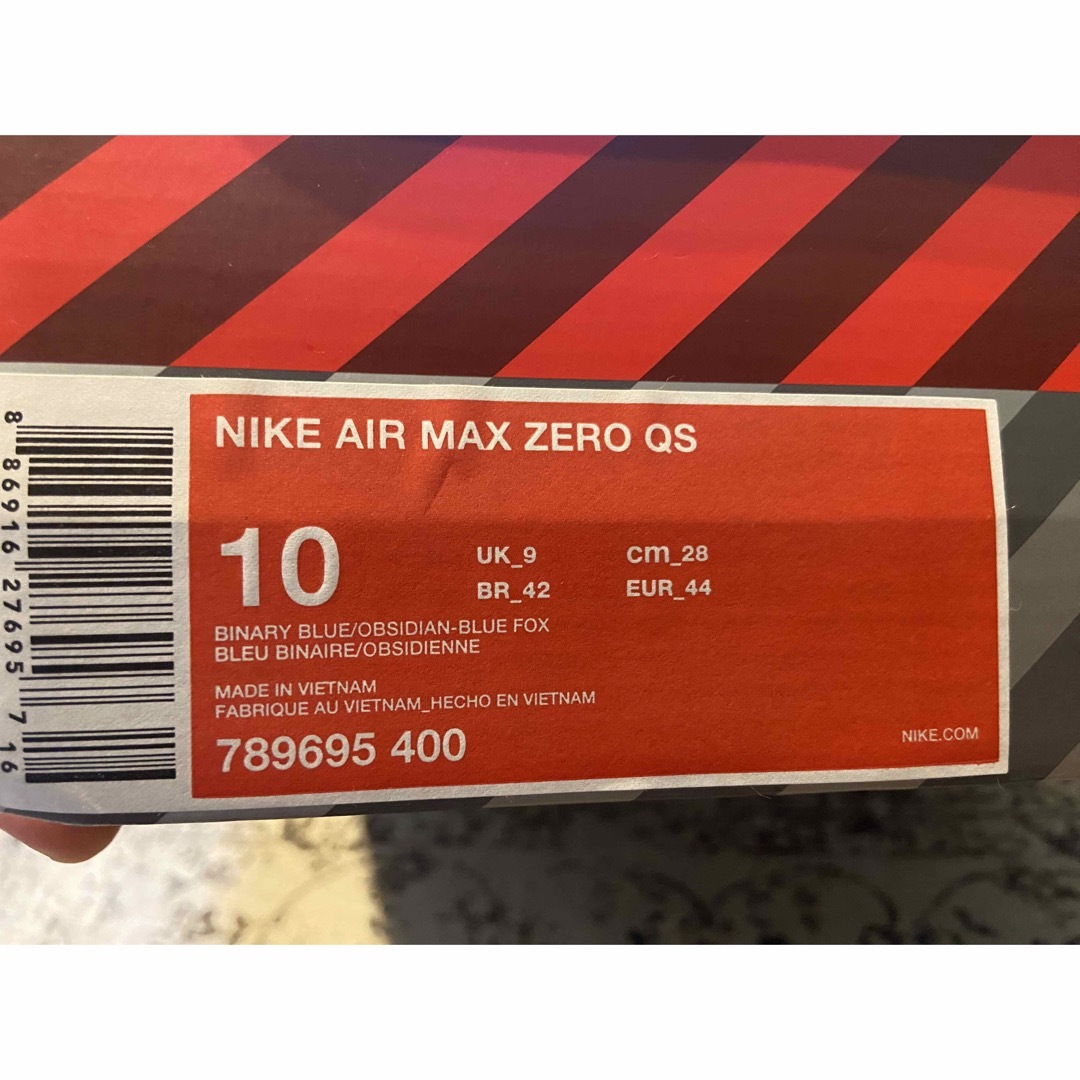 NIKE AIR MAX ZERO QS
10
UK_9 cm_28
BR_42 EUR_44
BINARY BLUE/OBSIDIAN-BLUE FOX
BLEU BINAIRE/OBSIDIENNE
MADE IN VIETNAM
FABRIQUE AU VIETNAM_HECHO EN VIETNAM
789695 400
NIKE.COM
8 86916 27695 7 16